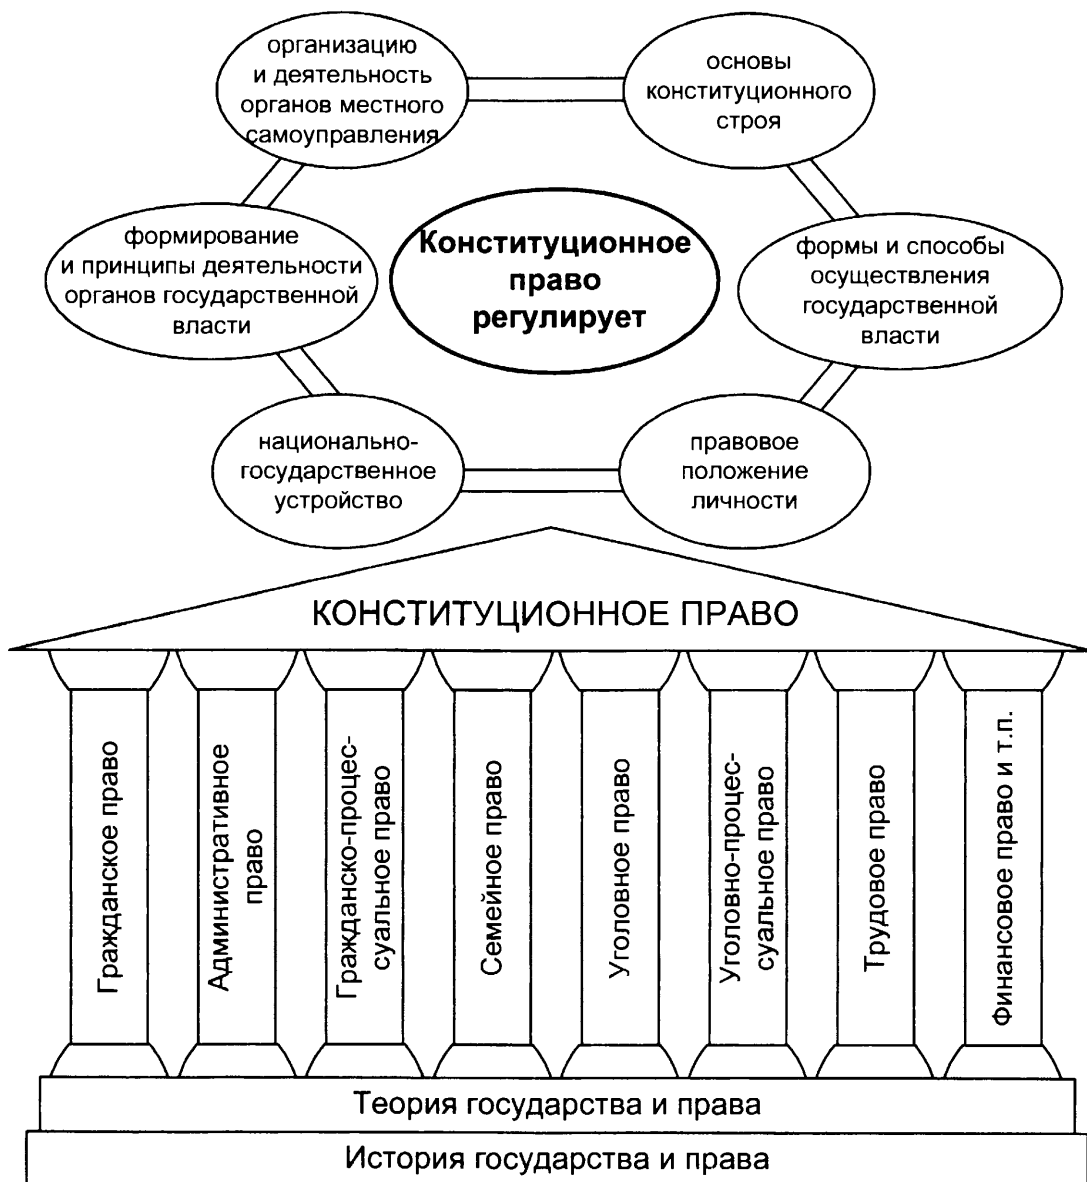 организацию
и деятельность
органов местного
самоуправления
основы
конституционного
строя
формирование
и принципы деятельности
органов государственной
власти
Конституционное
право
регулирует
формы и способы
осуществления
государственной
власти
национально-
государственное
устройство
правовое
положение
личности
КОНСТИТУЦИОННОЕ ПРАВО
Гражданское право
Административное
право
Гражданско-процес-
суальное право
Семейное право
Уголовное право
Уголовно-процес-
суальное право
Трудовое право
Финансовое право и т.п.
Теория государства и права
История государства и права